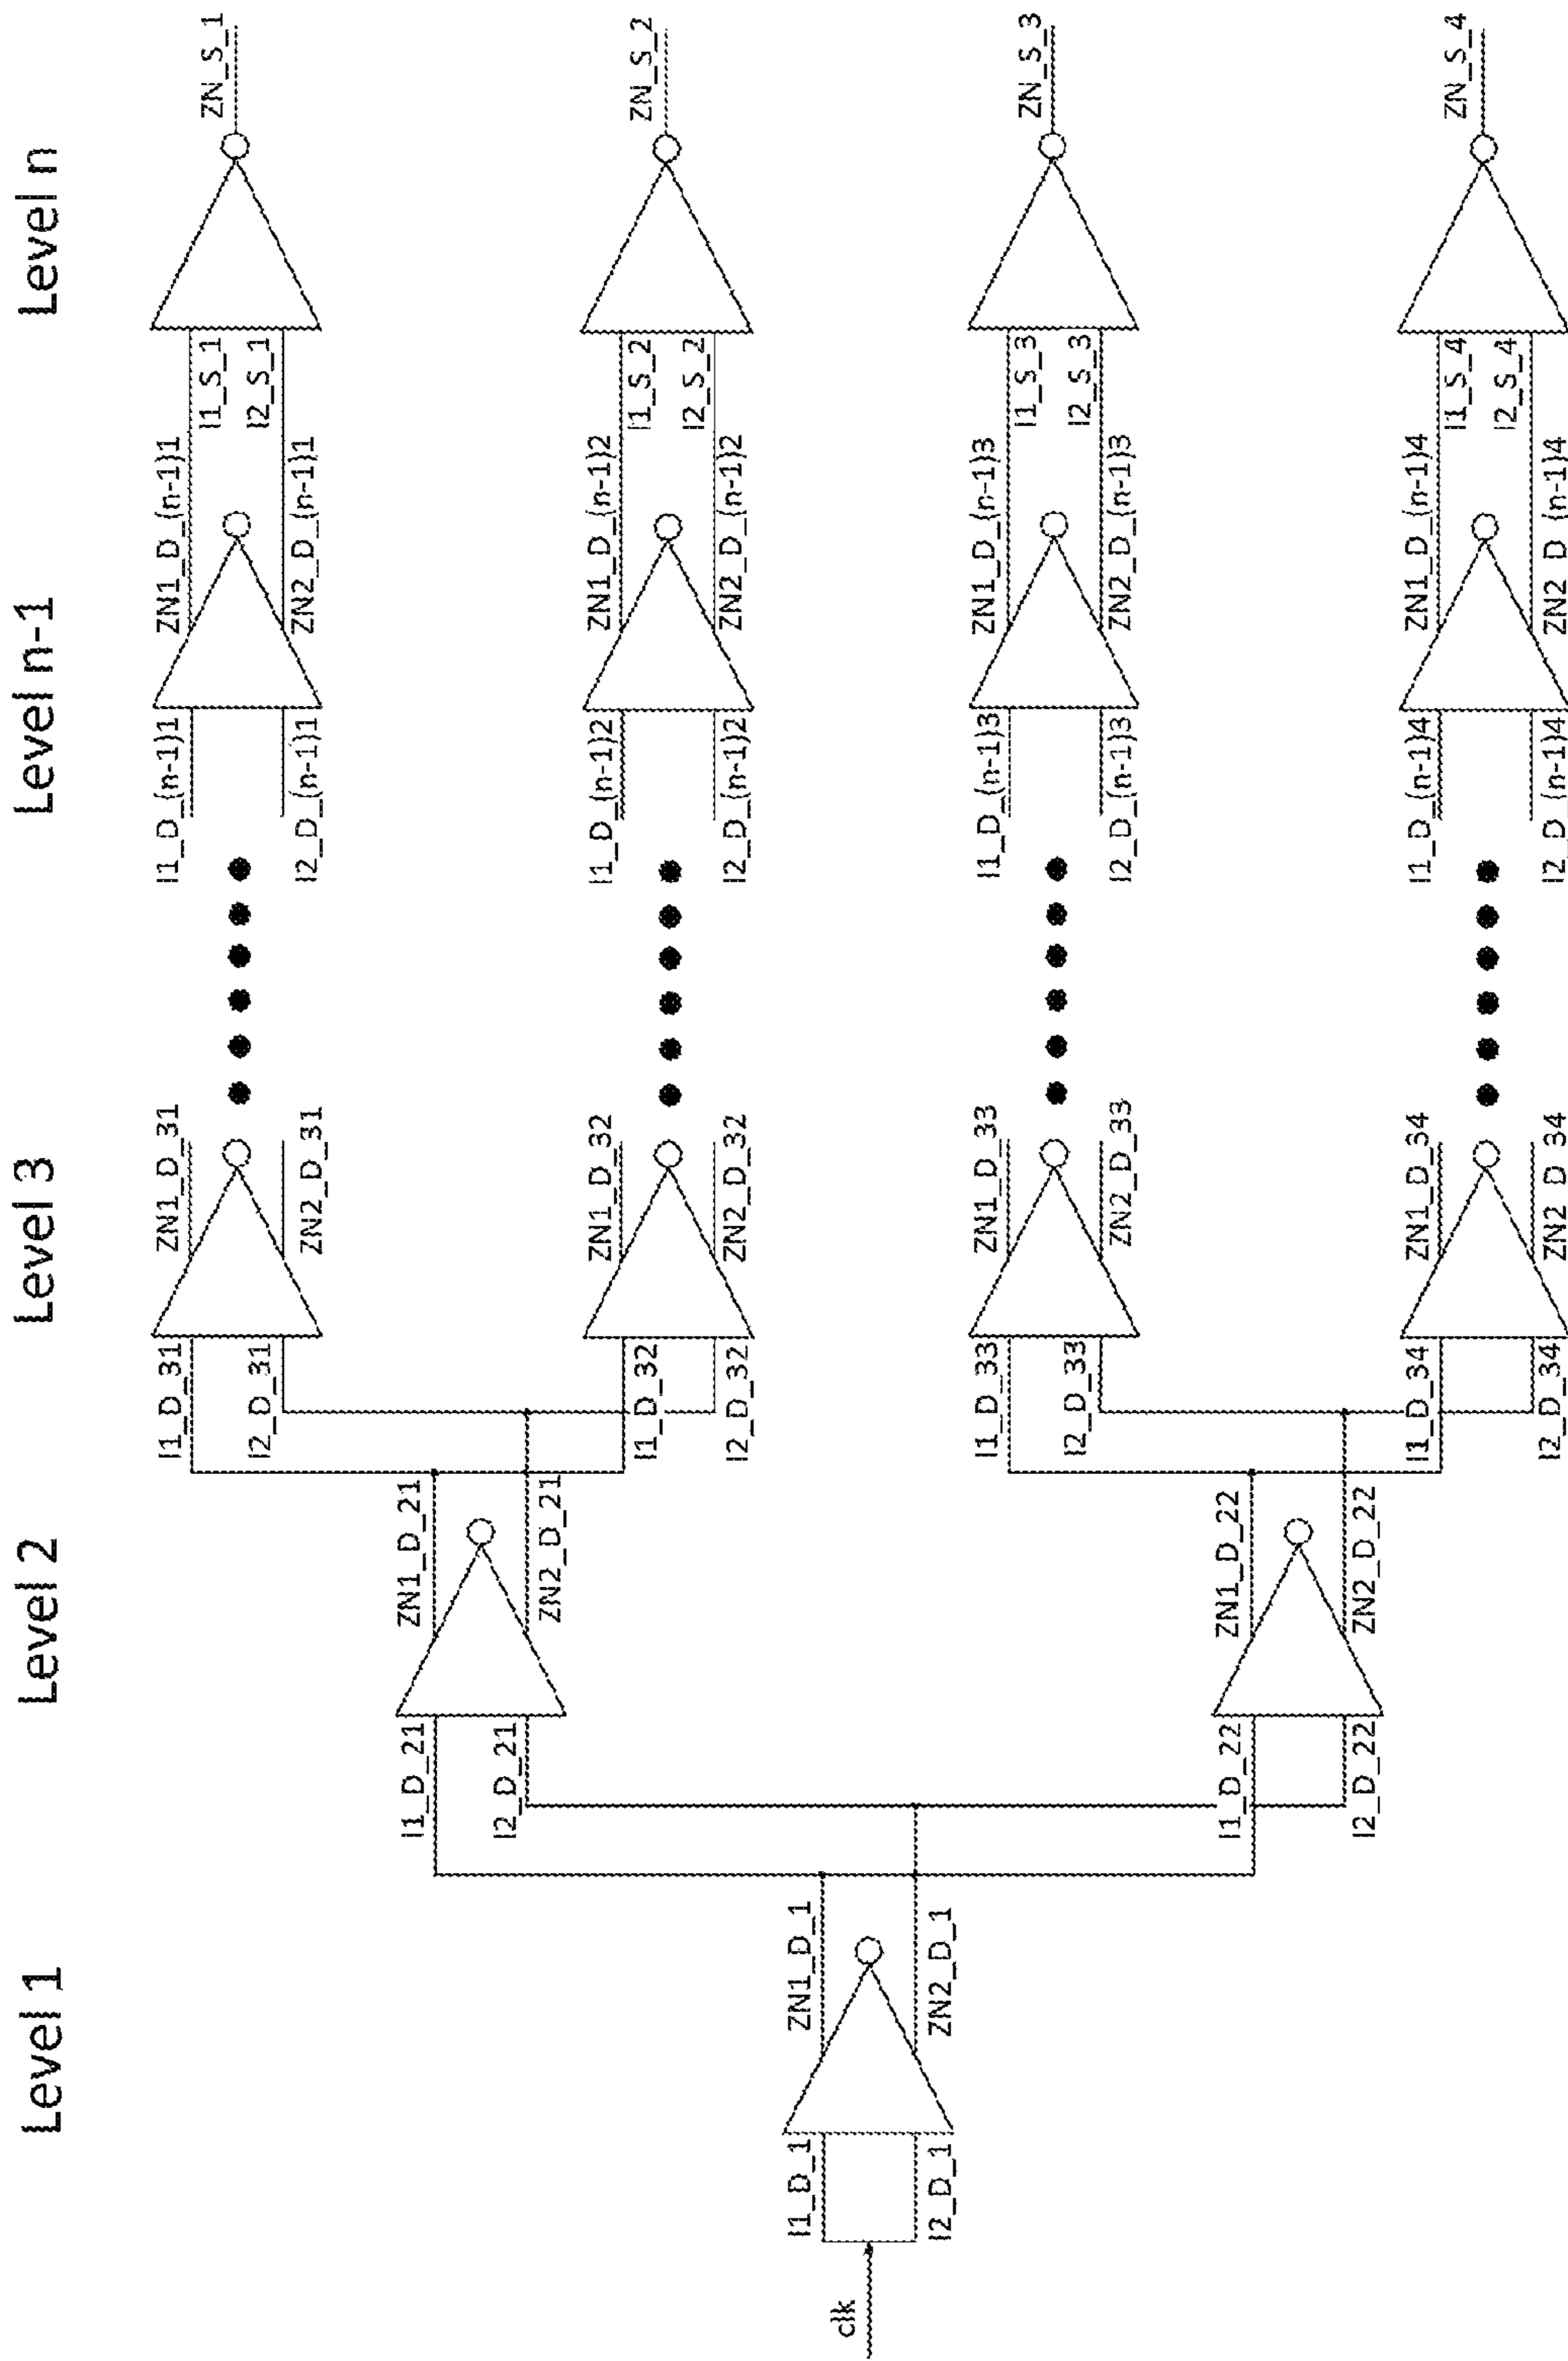 Level 1
Level 2
Level 3
Level n-1
Level n
clk
I1_D_1
I2_D_1
ZN1_D_1
ZN2_D_1
I1_D_21
I2_D_21
ZN1_D_21
ZN2_D_21
I1_D_22
I2_D_22
ZN1_D_22
ZN2_D_22
I1_D_31
I2_D_31
ZN1_D_31
ZN2_D_31
I1_D_32
I2_D_32
ZN1_D_32
ZN2_D_32
I1_D_33
I2_D_33
ZN1_D_33
ZN2_D_33
I1_D_34
I2_D_34
ZN1_D_34
ZN2_D_34
I1_D_(n-1)1
I2_D_(n-1)1
ZN1_D_(n-1)1
ZN2_D_(n-1)1
I1_D_(n-1)2
I2_D_(n-1)2
ZN1_D_(n-1)2
ZN2_D_(n-1)2
I1_D_(n-1)3
I2_D_(n-1)3
ZN1_D_(n-1)3
ZN2_D_(n-1)3
I1_D_(n-1)4
I2_D_(n-1)4
ZN1_D_(n-1)4
ZN2_D_(n-1)4
I1_S_1
I2_S_1
ZN_S_1
I1_S_2
I2_S_2
ZN_S_2
I1_S_3
I2_S_3
ZN_S_3
I1_S_4
I2_S_4
ZN_S_4